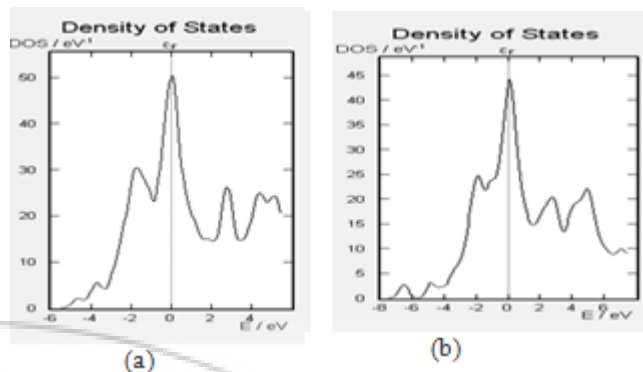 Density of States
DOS / eV⁻¹
εF
50
40
30
20
10
0
-6 -4 -2 0 2 4
E / eV
(a)
Density of States
DOS / eV⁻¹
εF
45
40
35
30
25
20
15
10
5
0
-8 -6 -4 -2 0 2 4 6
E / eV
(b)